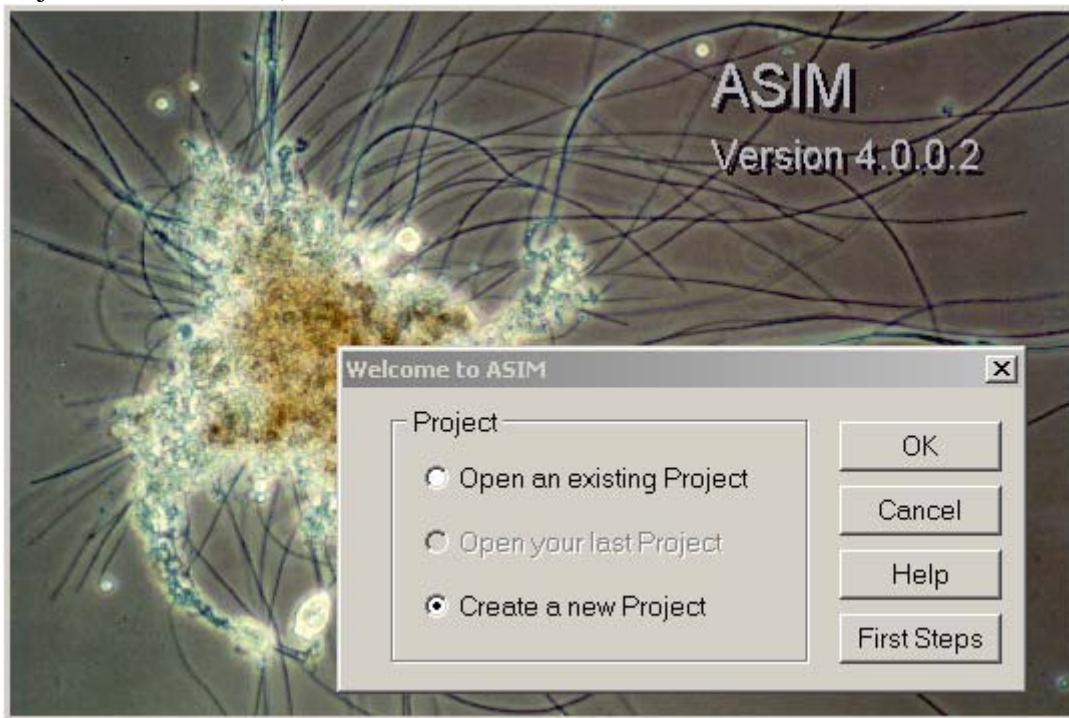 ASIM
Version 4.0.0.2
Welcome to ASIM
Project
Open an existing Project
Open your last Project
Create a new Project
OK
Cancel
Help
First Steps